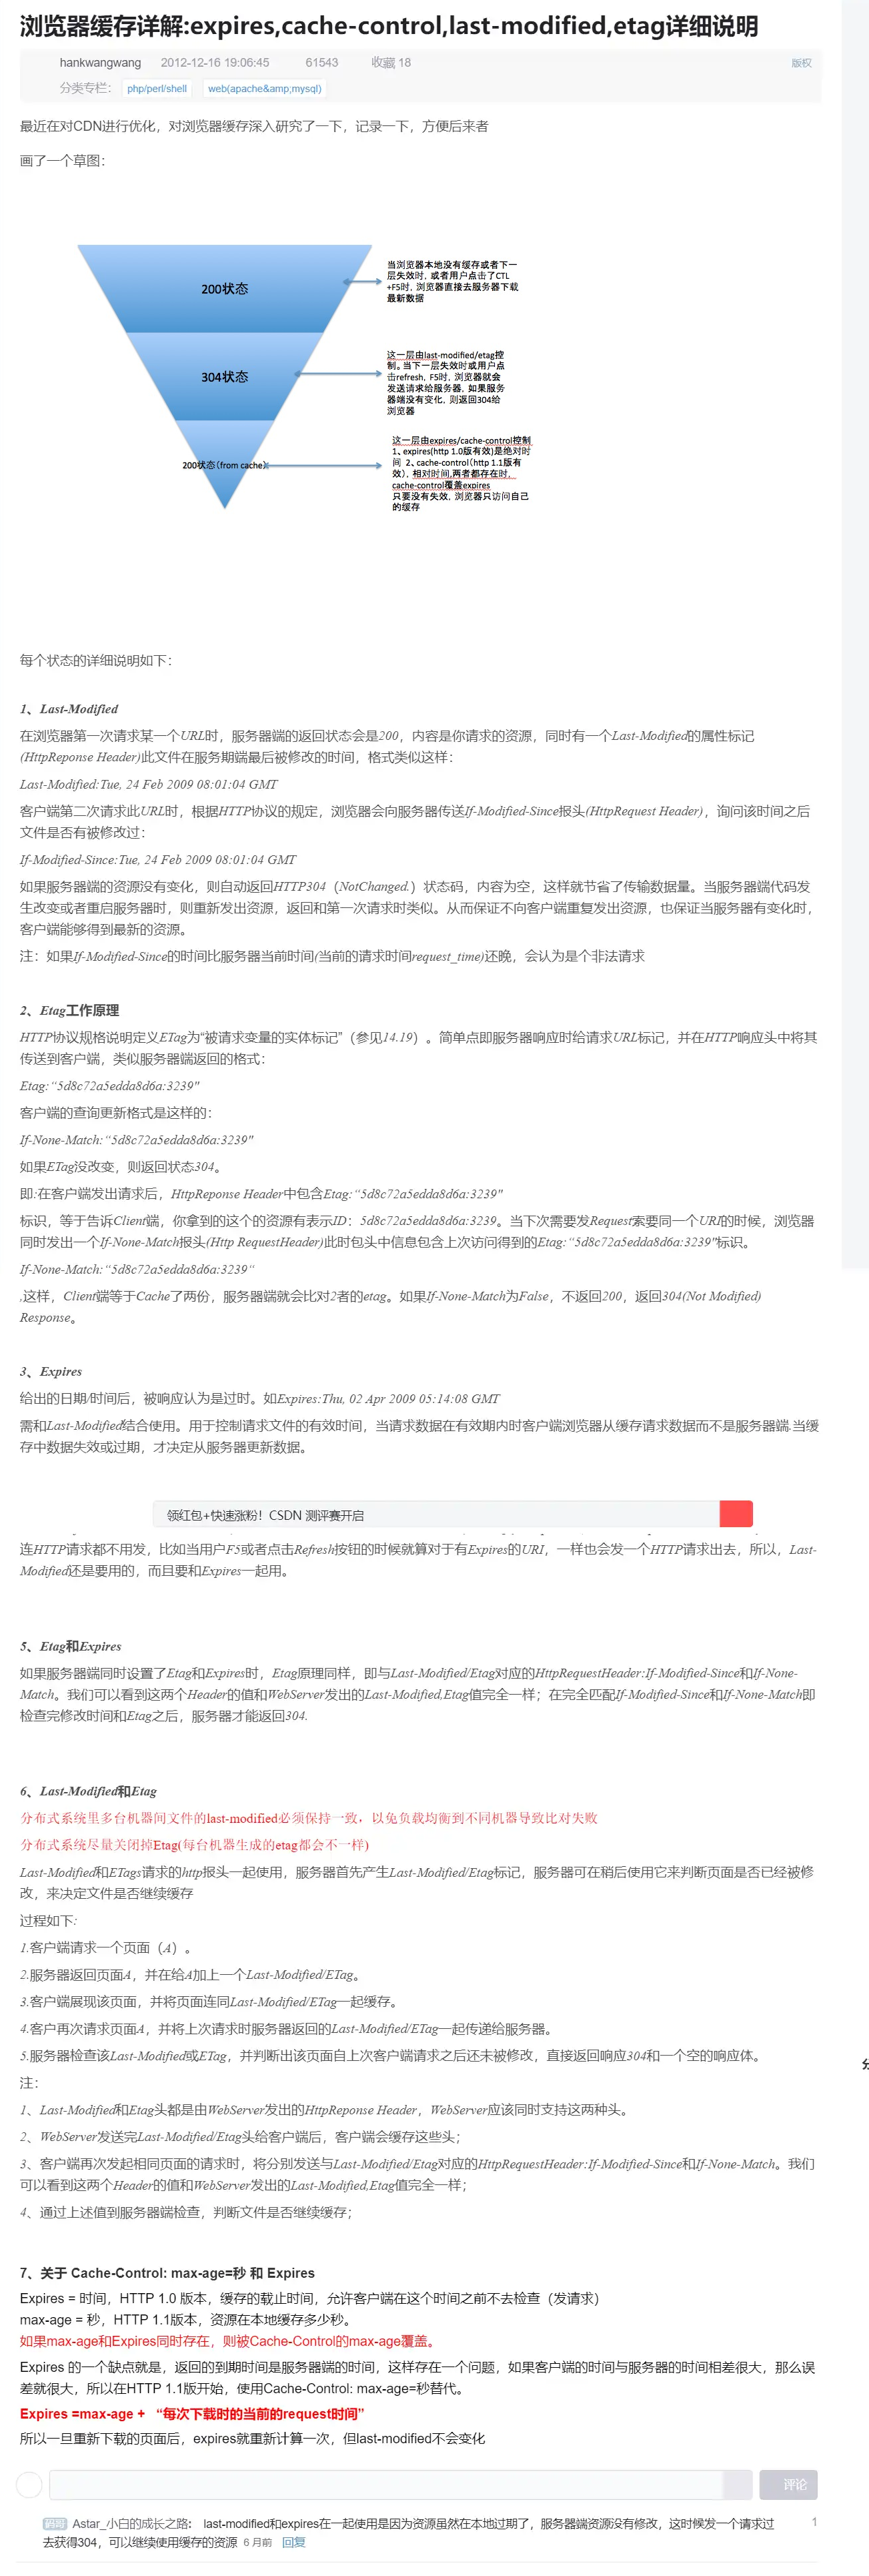 浏览器缓存详解:expires,cache-control,last-modified,etag详细说明
hankwangwang 2012-12-16 19:06:45 61543 收藏 18 版权
分类专栏： php/perl/shell web(apache&amp;mysql)
最近在对CDN进行优化，对浏览器缓存深入研究了一下，记录一下，方便后来者
画了一个草图：
200状态
当浏览器本地没有缓存或者下一
层失效时，或者用户点击了CTL
+F5时，浏览器直接去服务器下载
最新数据
304状态
这一层由last-modified/etag控
制。当下一层失效时或用户点
击refresh，F5时，浏览器就会
发送请求给服务器，如果服务
器端没有变化，则返回304给
浏览器
200状态（from cache）
这一层由expires/cache-control控制
1、expires(http 1.0版有效)是绝对时
间 2、cache-control（http 1.1版有
效），相对时间,两者都存在时，
cache-control覆盖expires
只要没有失效，浏览器只访问自己
的缓存
每个状态的详细说明如下：
1、Last-Modified
在浏览器第一次请求某一个URL时，服务器端的返回状态会是200，内容是你请求的资源，同时有一个Last-Modified的属性标记
(HttpReponse Header)此文件在服务期端最后被修改的时间，格式类似这样：
Last-Modified:Tue, 24 Feb 2009 08:01:04 GMT
客户端第二次请求此URL时，根据HTTP协议的规定，浏览器会向服务器传送If-Modified-Since报头(HttpRequest Header)，询问该时间之后
文件是否有被修改过：
If-Modified-Since:Tue, 24 Feb 2009 08:01:04 GMT
如果服务器端的资源没有变化，则自动返回HTTP304（NotChanged.）状态码，内容为空，这样就节省了传输数据量。当服务器端代码发
生改变或者重启服务器时，则重新发出资源，返回和第一次请求时类似。从而保证不向客户端重复发出资源，也保证当服务器有变化时，
客户端能够得到最新的资源。
注：如果If-Modified-Since的时间比服务器当前时间(当前的请求时间request_time)还晚，会认为是个非法请求
2、Etag工作原理
HTTP协议规格说明定义ETag为“被请求变量的实体标记”（参见14.19）。简单点即服务器响应时给请求URL标记，并在HTTP响应头中将其
传送到客户端，类似服务器端返回的格式：
Etag:“5d8c72a5edda8d6a:3239″
客户端的查询更新格式是这样的：
If-None-Match:“5d8c72a5edda8d6a:3239″
如果ETag没改变，则返回状态304。
即:在客户端发出请求后，HttpReponse Header中包含Etag:“5d8c72a5edda8d6a:3239″
标识，等于告诉Client端，你拿到的这个的资源有表示ID：5d8c72a5edda8d6a:3239。当下次需要发Request索要同一个URI的时候，浏览器
同时发出一个If-None-Match报头(Http RequestHeader)此时包头中信息包含上次访问得到的Etag:“5d8c72a5edda8d6a:3239″标识。
If-None-Match:“5d8c72a5edda8d6a:3239“
,这样，Client端等于Cache了两份，服务器端就会比对2者的etag。如果If-None-Match为False，不返回200，返回304(Not Modified)
Response。
3、Expires
给出的日期/时间后，被响应认为是过时。如Expires:Thu, 02 Apr 2009 05:14:08 GMT
需和Last-Modified结合使用。用于控制请求文件的有效时间，当请求数据在有效期内时客户端浏览器从缓存请求数据而不是服务器端.当缓
存中数据失效或过期，才决定从服务器更新数据。
领红包+快速涨粉！CSDN 测评赛开启
连HTTP请求都不用发，比如当用户F5或者点击Refresh按钮的时候就算对于有Expires的URI，一样也会发一个HTTP请求出去，所以，Last-
Modified还是要用的，而且要和Expires一起用。
5、Etag和Expires
如果服务器端同时设置了Etag和Expires时，Etag原理同样，即与Last-Modified/Etag对应的HttpRequestHeader:If-Modified-Since和If-None-
Match。我们可以看到这两个Header的值和WebServer发出的Last-Modified,Etag值完全一样；在完全匹配If-Modified-Since和If-None-Match即
检查完修改时间和Etag之后，服务器才能返回304.
6、Last-Modified和Etag
分布式系统里多台机器间文件的last-modified必须保持一致，以免负载均衡到不同机器导致比对失败
分布式系统尽量关闭掉Etag(每台机器生成的etag都会不一样)
Last-Modified和ETags请求的http报头一起使用，服务器首先产生Last-Modified/Etag标记，服务器可在稍后使用它来判断页面是否已经被修
改，来决定文件是否继续缓存
过程如下:
1.客户端请求一个页面（A）。
2.服务器返回页面A，并在给A加上一个Last-Modified/ETag。
3.客户端展现该页面，并将页面连同Last-Modified/ETag一起缓存。
4.客户再次请求页面A，并将上次请求时服务器返回的Last-Modified/ETag一起传递给服务器。
5.服务器检查该Last-Modified或ETag，并判断出该页面自上次客户端请求之后还未被修改，直接返回响应304和一个空的响应体。
注：
1、Last-Modified和Etag头都是由WebServer发出的HttpReponse Header，WebServer应该同时支持这两种头。
2、WebServer发送完Last-Modified/Etag头给客户端后，客户端会缓存这些头；
3、客户端再次发起相同页面的请求时，将分别发送与Last-Modified/Etag对应的HttpRequestHeader:If-Modified-Since和If-None-Match。我们
可以看到这两个Header的值和WebServer发出的Last-Modified,Etag值完全一样；
4、通过上述值到服务器端检查，判断文件是否继续缓存；
7、关于 Cache-Control: max-age=秒 和 Expires
Expires = 时间，HTTP 1.0 版本，缓存的载止时间，允许客户端在这个时间之前不去检查（发请求）
max-age = 秒，HTTP 1.1版本，资源在本地缓存多少秒。
如果max-age和Expires同时存在，则被Cache-Control的max-age覆盖。
Expires 的一个缺点就是，返回的到期时间是服务器端的时间，这样存在一个问题，如果客户端的时间与服务器的时间相差很大，那么误
差就很大，所以在HTTP 1.1版开始，使用Cache-Control: max-age=秒替代。
Expires =max-age + “每次下载时的当前的request时间”
所以一旦重新下载的页面后，expires就重新计算一次，但last-modified不会变化
评论
码哥 Astar_小白的成长之路： last-modified和expires在一起使用是因为资源虽然在本地过期了，服务器端资源没有修改，这时候发一个请求过 1
去获得304，可以继续使用缓存的资源 6 月前 回复